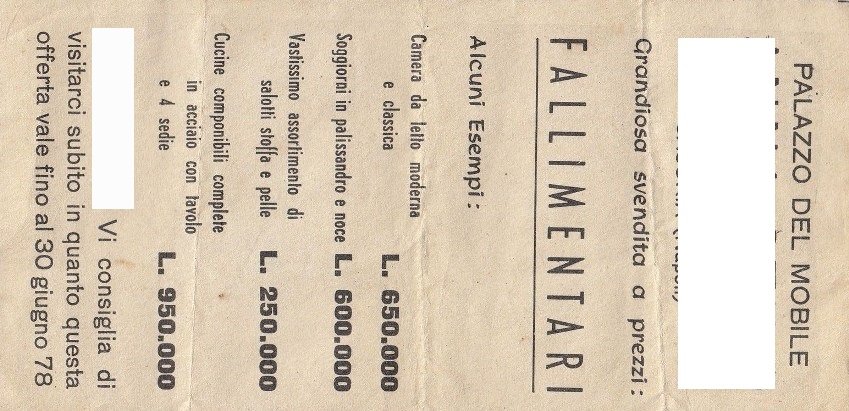 PALAZZO DEL MOBILE
(Napoli)
Grandiosa svendita a prezzi:
FALLIMENTARI
Alcuni Esempi:
Camera da letto moderna
e classica L. 650.000
Soggiorni in palissandro e noce L. 600.000
Vastissimo assortimento di
salotti stoffa e pelle L. 250.000
Cucine componibili complete
in acciaio con tavolo
e 4 sedie L. 950.000
Vi consiglia di
visitarci subito in quanto questa
offerta vale fino al 30 giugno 78